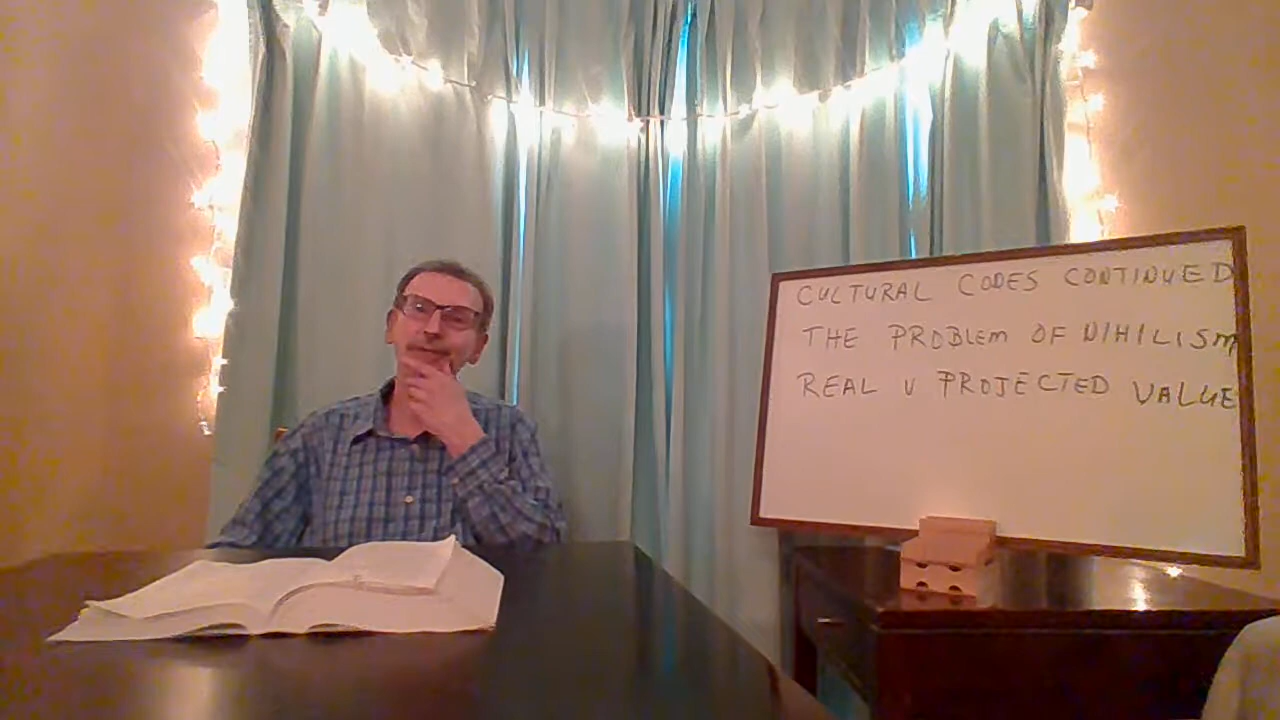 CULTURAL CODES CONTINUED
THE PROBLEM OF NIHILISM
REAL V PROJECTED VALUE